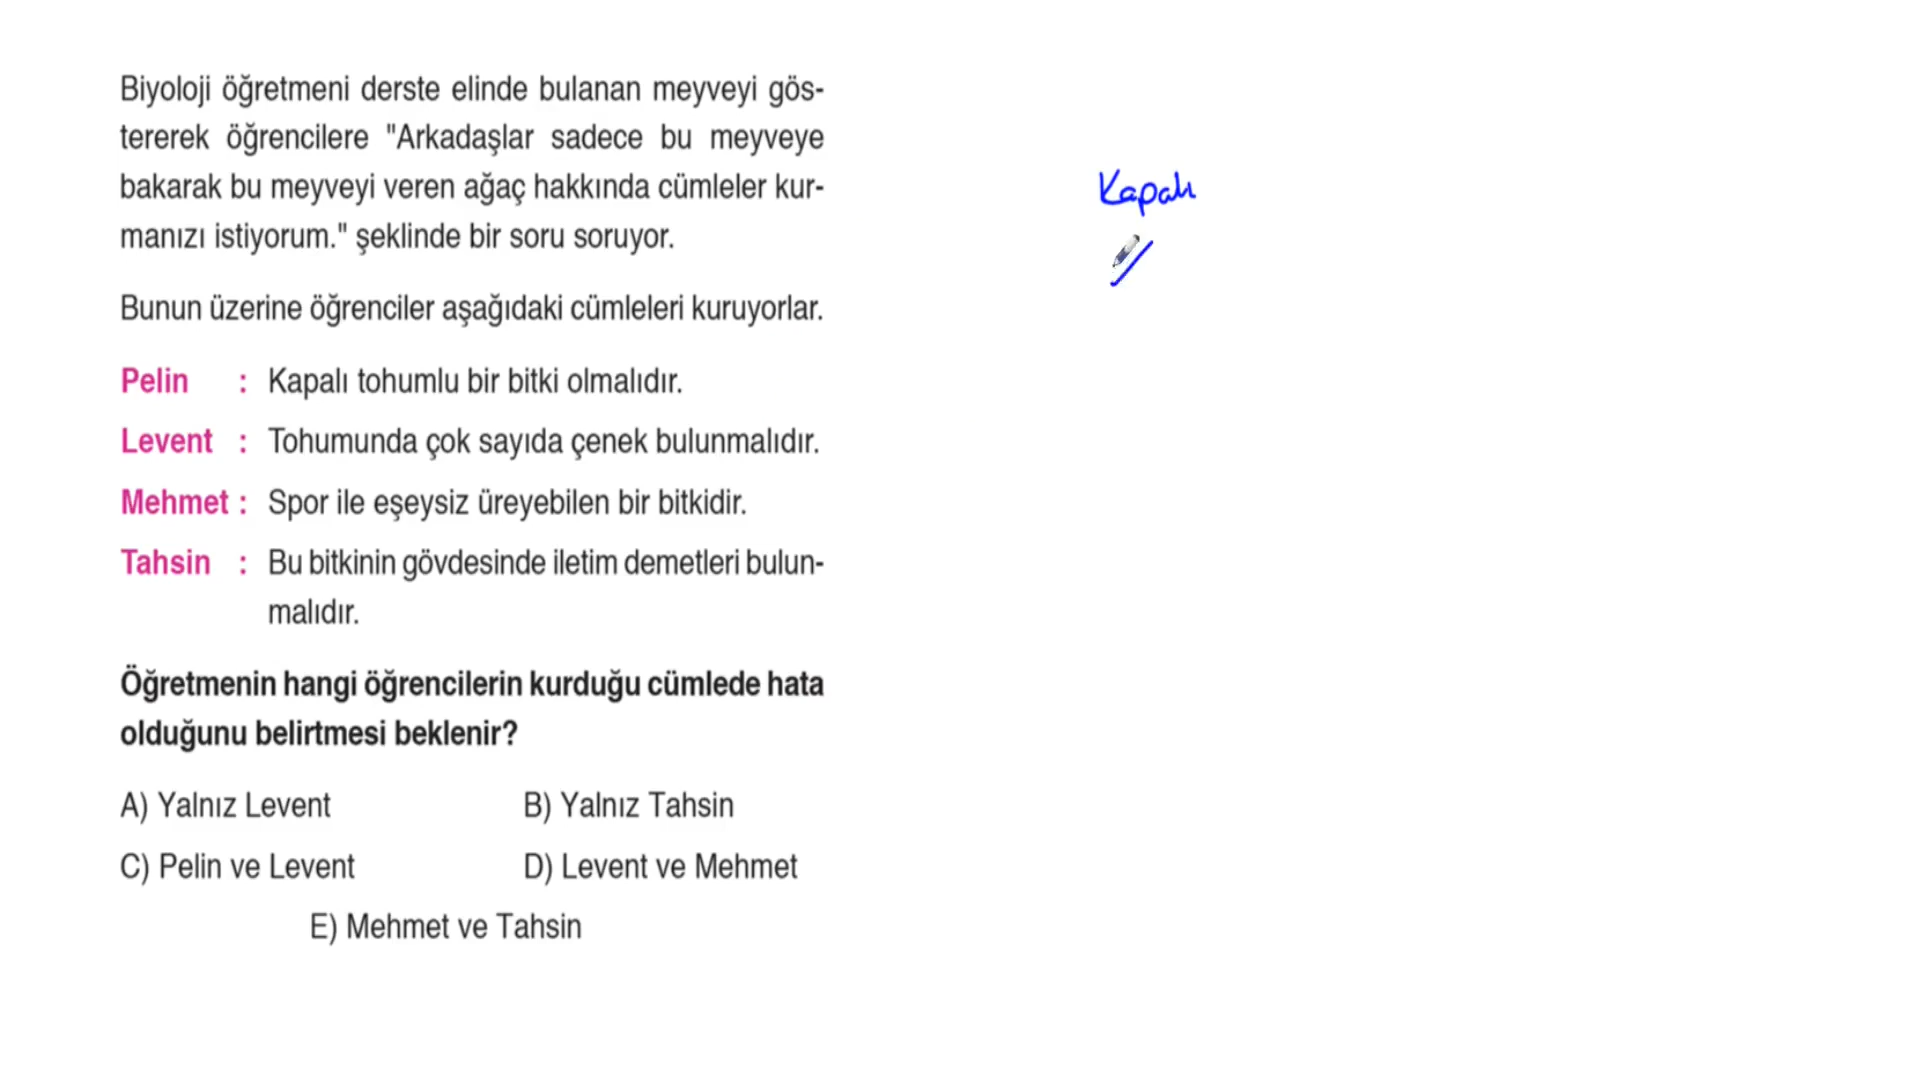 Biyoloji öğretmeni derste elinde bulanan meyveyi gös-
tererek öğrencilere "Arkadaşlar sadece bu meyveye
bakarak bu meyveyi veren ağaç hakkında cümleler kur-
manızı istiyorum." şeklinde bir soru soruyor.
Bunun üzerine öğrenciler aşağıdaki cümleleri kuruyorlar.
Pelin : Kapalı tohumlu bir bitki olmalıdır.
Levent : Tohumunda çok sayıda çenek bulunmalıdır.
Mehmet : Spor ile eşeysiz üreyebilen bir bitkidir.
Tahsin : Bu bitkinin gövdesinde iletim demetleri bulun-
malıdır.
Öğretmenin hangi öğrencilerin kurduğu cümlede hata
olduğunu belirtmesi beklenir?
A) Yalnız Levent B) Yalnız Tahsin
C) Pelin ve Levent D) Levent ve Mehmet
E) Mehmet ve Tahsin
Kapalı